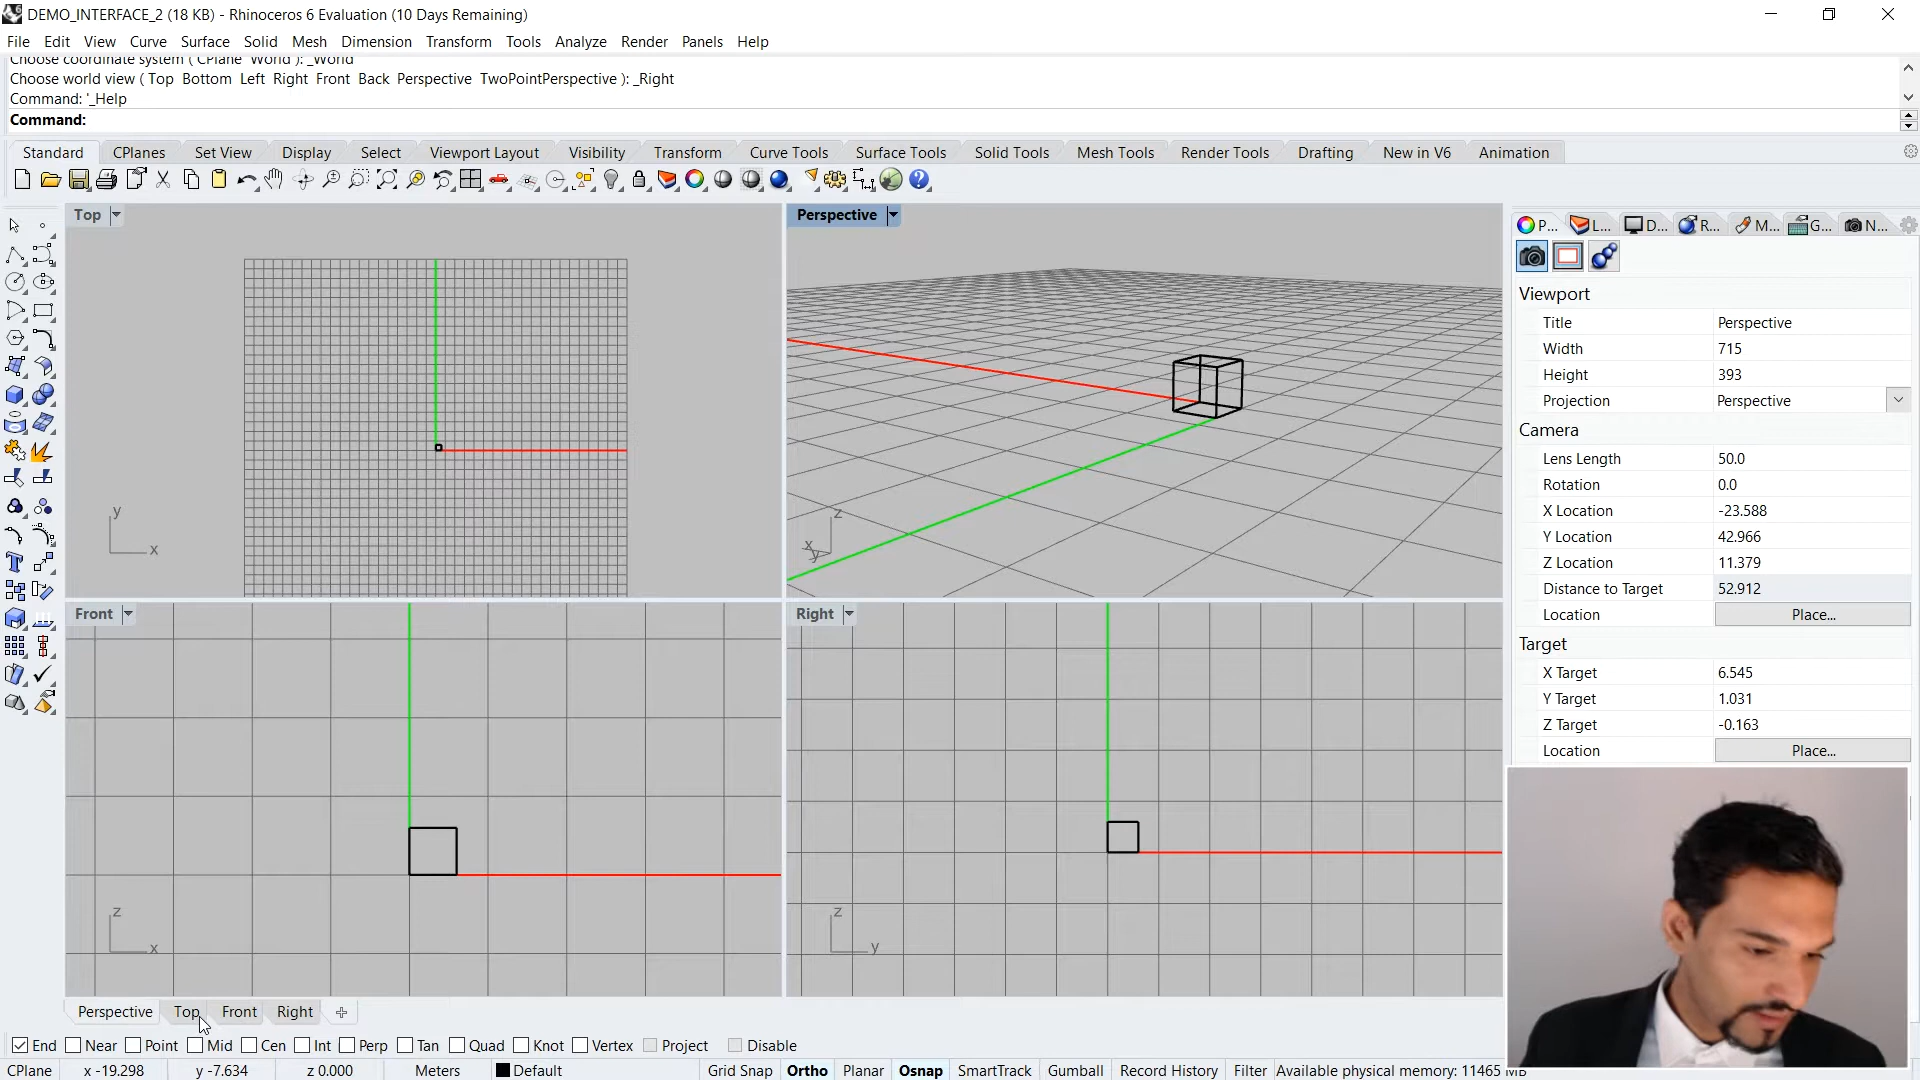 DEMO_INTERFACE_2 (18 KB) - Rhinoceros 6 Evaluation (10 Days Remaining)
File Edit View Curve Surface Solid Mesh Dimension Transform Tools Analyze Render Panels Help
Choose coordinate system ( CPlane World ): _World
Choose world view ( Top Bottom Left Right Front Back Perspective TwoPointPerspective ): _Right
Command: '_Help
Command:
Standard CPlanes Set View Display Select Viewport Layout Visibility Transform Curve Tools Surface Tools Solid Tools Mesh Tools Render Tools Drafting New in V6 Animation
Top
Perspective
P... L... D... R... M... G... N...
Viewport
Title Perspective
Width 715
Height 393
Projection Perspective
Camera
Lens Length 50.0
Rotation 0.0
X Location -23.588
Y Location 42.966
Z Location 11.379
Distance to Target 52.912
Location Place...
Target
X Target 6.545
Y Target 1.031
Z Target -0.163
Location Place...
y
x
z
x
y
Front
Right
z
x
z
y
Perspective Top Front Right
End Near Point Mid Cen Int Perp Tan Quad Knot Vertex Project Disable
CPlane x -19.298 y -7.634 z 0.000 Meters Default Grid Snap Ortho Planar Osnap SmartTrack Gumball Record History Filter Available physical memory: 11465 MB